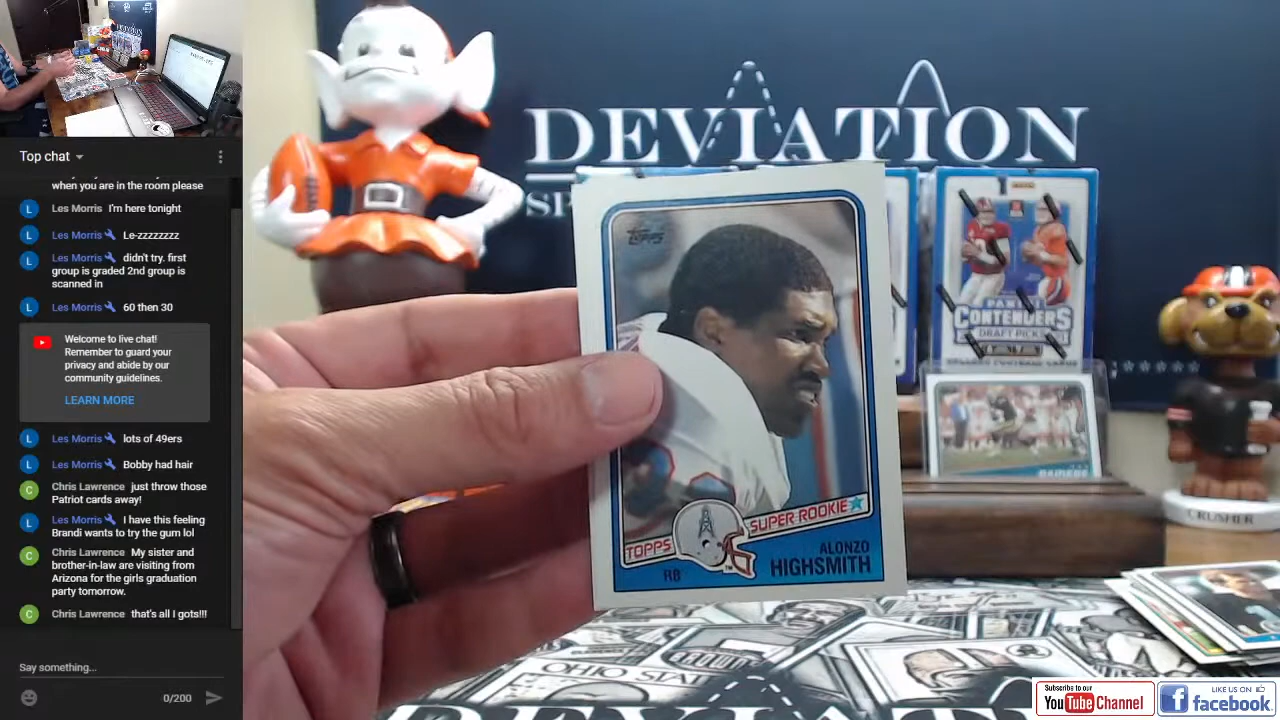 Top chat
when you are in the room please
L Les Morris I'm here tonight
L Les Morris Le-zzzzzzzz
L Les Morris didn't try. first
group is graded 2nd group is
scanned in
L Les Morris 60 then 30
Welcome to live chat!
Remember to guard your
privacy and abide by our
community guidelines.
LEARN MORE
L Les Morris lots of 49ers
L Les Morris Bobby had hair
C Chris Lawrence just throw those
Patriot cards away!
L Les Morris I have this feeling
Brandi wants to try the gum lol
C Chris Lawrence My sister and
brother-in-law are visiting from
Arizona for the girls graduation
party tomorrow.
C Chris Lawrence that's all I gots!!!
Say something...
0/200
DEVIATION
SP
TOPPS
TOPPS
SUPER ROOKIE
RB
ALONZO
HIGHSMITH
PANINI
CONTENDERS
DRAFT PICKS
RAIDERS
CRUSHER
OHIO STATE
DEVIATI
Subscribe to our
YouTube Channel
LIKE US ON
facebook